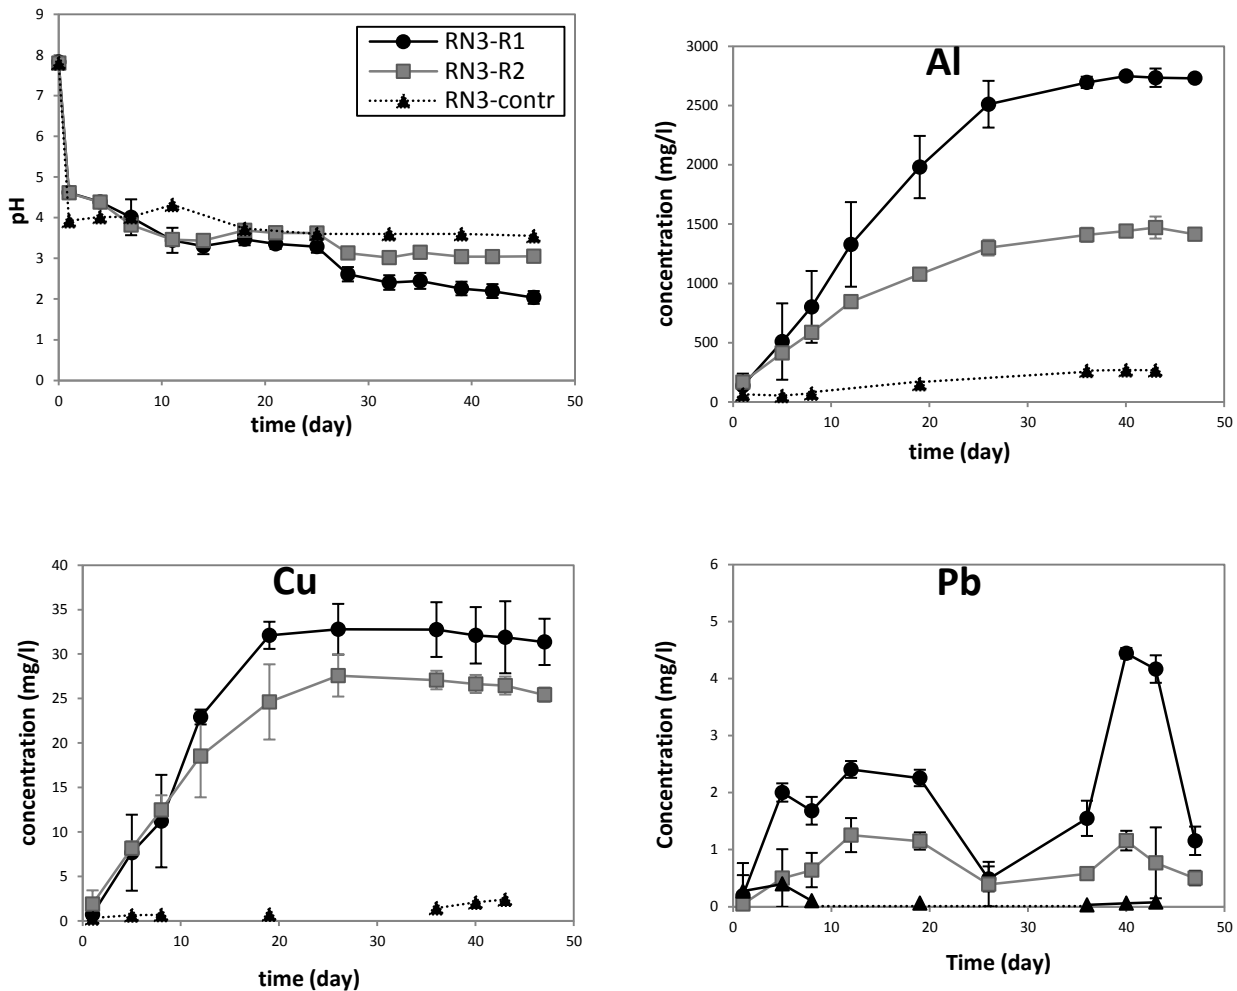 9
8
7
6
5
4
3
2
1
0
pH
0 10 20 30 40 50
time (day)
RN3-R1
RN3-R2
RN3-contr
Al
3000
2500
2000
1500
1000
500
0
concentration (mg/l)
0 10 20 30 40 50
time (day)
Cu
40
35
30
25
20
15
10
5
0
concentration (mg/l)
0 10 20 30 40 50
time (day)
Pb
6
5
4
3
2
1
0
Concentration (mg/l)
0 10 20 30 40 50
Time (day)